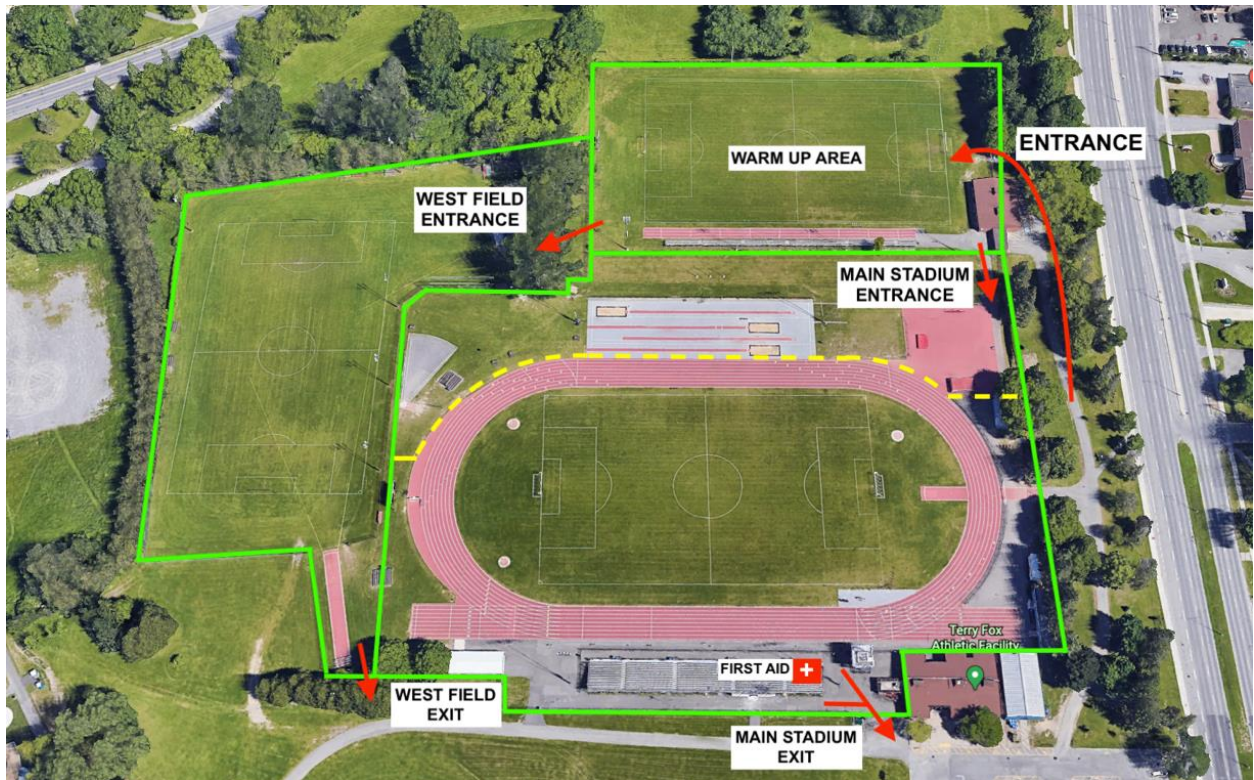 ENTRANCE
WARM UP AREA
WEST FIELD
ENTRANCE
MAIN STADIUM
ENTRANCE
Terry Fox
Athletic Facility
FIRST AID
WEST FIELD
EXIT
MAIN STADIUM
EXIT